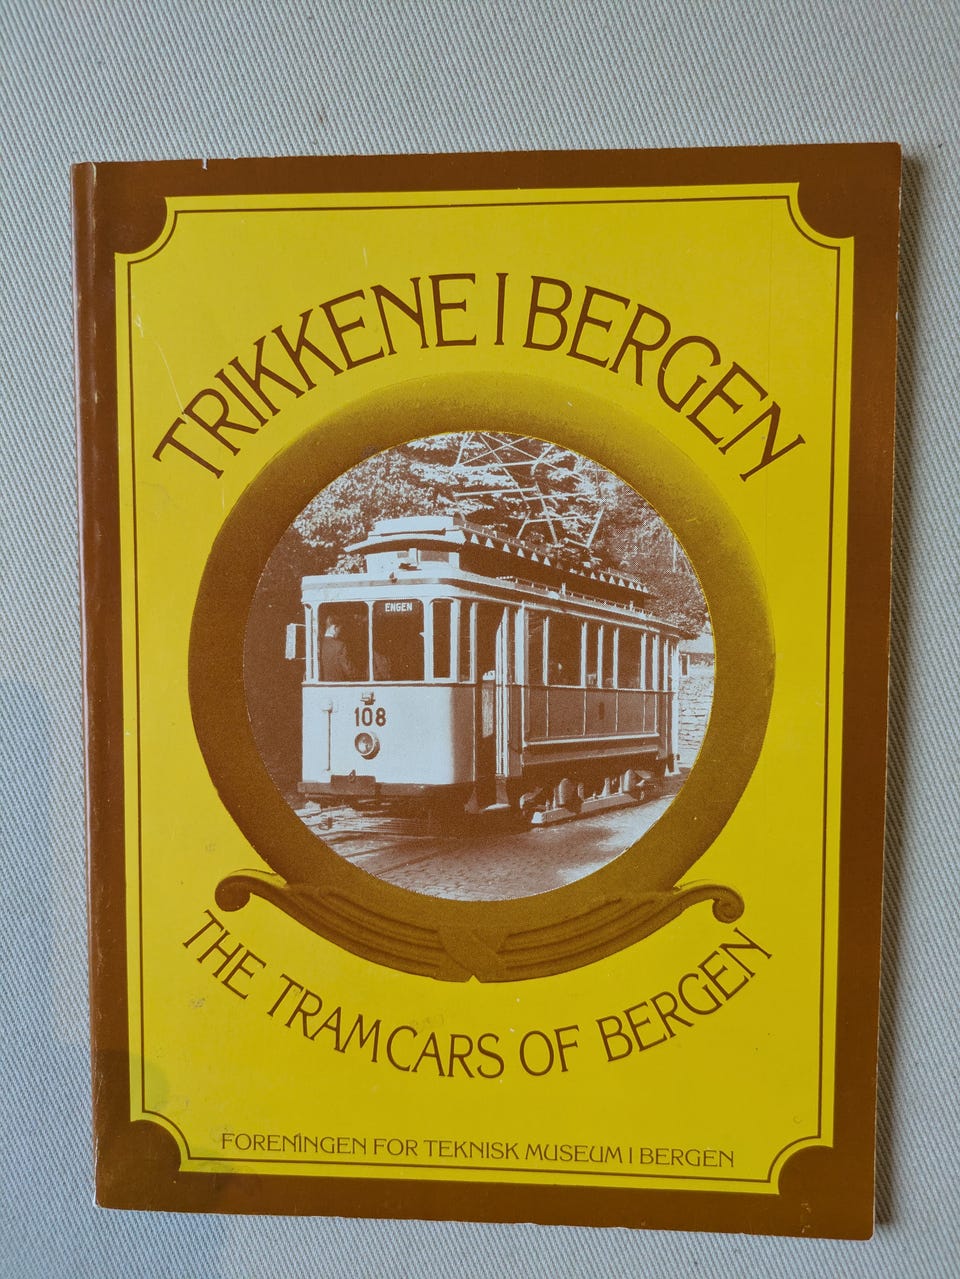 TRIKKENE I BERGEN
ENGEN
108
THE TRAMCARS OF BERGEN
FORENINGEN FOR TEKNISK MUSEUM I BERGEN